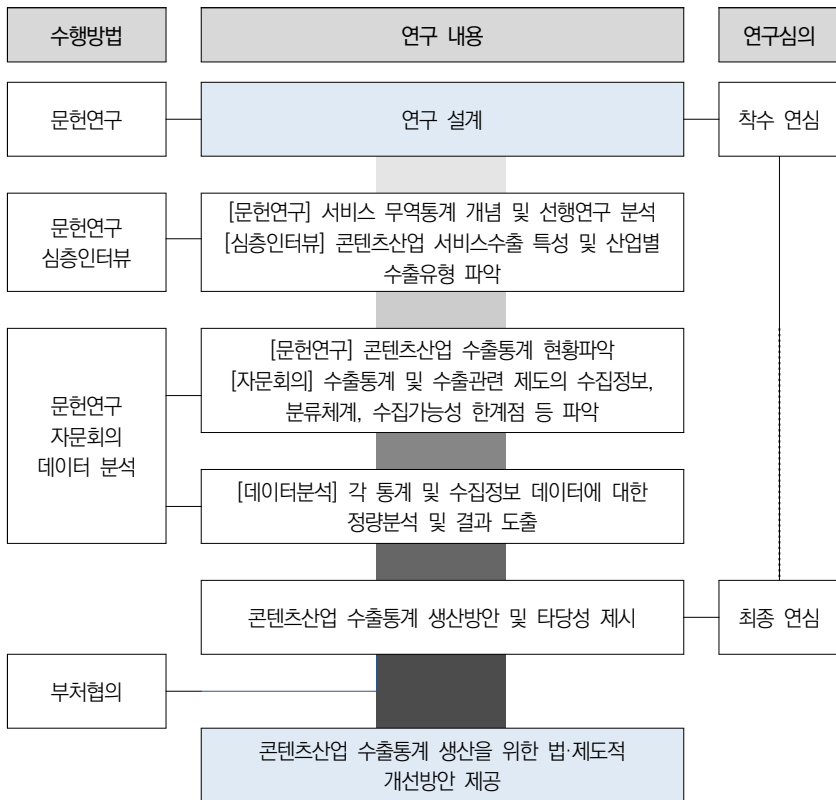 수행방법
연구 내용
연구심의
문헌연구
연구 설계
착수 연심
문헌연구
심층인터뷰
[문헌연구] 서비스 무역통계 개념 및 선행연구 분석
[심층인터뷰] 콘텐츠산업 서비스수출 특성 및 산업별
수출유형 파악
문헌연구
자문회의
데이터 분석
[문헌연구] 콘텐츠산업 수출통계 현황파악
[자문회의] 수출통계 및 수출관련 제도의 수집정보,
분류체계, 수집가능성 한계점 등 파악
[데이터분석] 각 통계 및 수집정보 데이터에 대한
정량분석 및 결과 도출
콘텐츠산업 수출통계 생산방안 및 타당성 제시
최종 연심
부처협의
콘텐츠산업 수출통계 생산을 위한 법·제도적
개선방안 제공